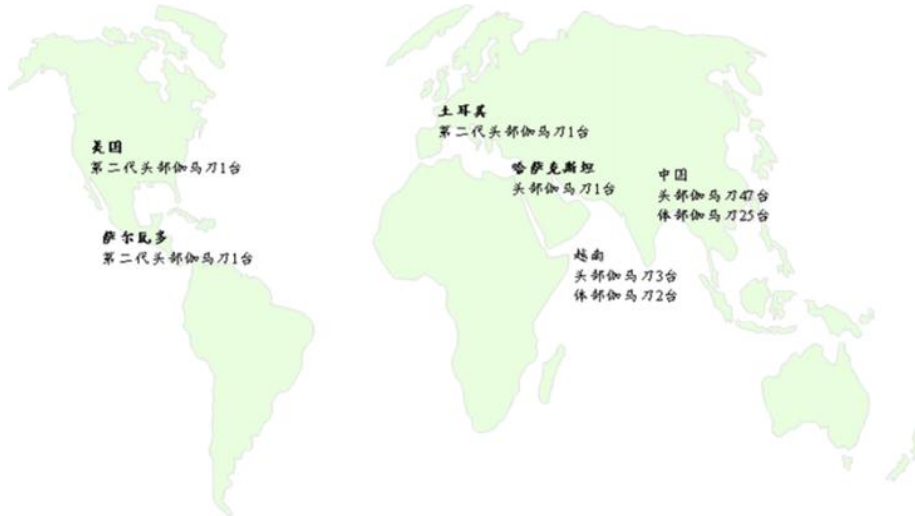 土耳其
第二代头部伽马刀1台
美国
第二代头部伽马刀1台
哈萨克斯坦
头部伽马刀1台
中国
头部伽马刀47台
体部伽马刀25台
萨尔瓦多
第二代头部伽马刀1台
越南
头部伽马刀3台
体部伽马刀2台